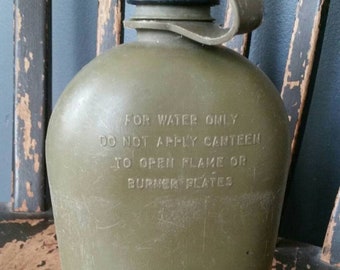 FOR WATER ONLY
DO NOT APPLY CANTEEN
TO OPEN FLAME OR
BURNER PLATES